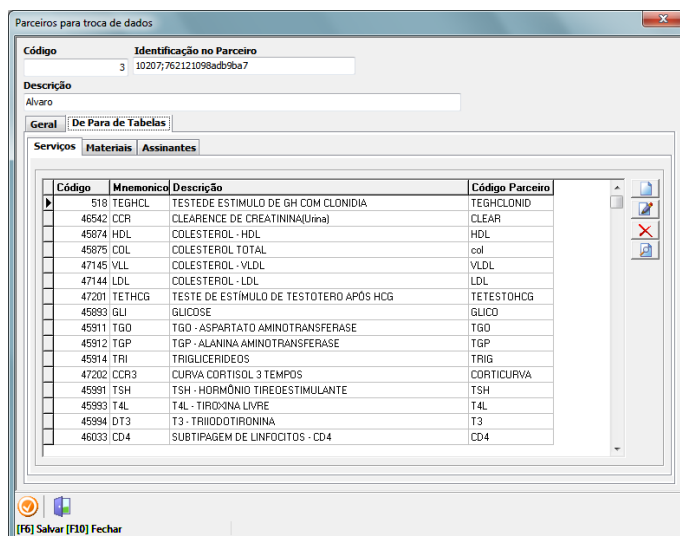 Parceiros para troca de dados
Código Identificação no Parceiro
3 10207;762121098adb9ba7
Descrição
Alvaro
Geral De Para de Tabelas
Serviços Materiais Assinantes
Código Mnemonico Descrição Código Parceiro
518 TEGHCL TESTEDE ESTIMULO DE GH COM CLONIDIA TEGHCLONID
46542 CCR CLEARENCE DE CREATININA(Urina) CLEAR
45874 HDL COLESTEROL - HDL HDL
45875 COL COLESTEROL TOTAL col
47145 VLL COLESTEROL - VLDL VLDL
47144 LDL COLESTEROL - LDL LDL
47201 TETHCG TESTE DE ESTÍMULO DE TESTOTERO APÓS HCG TETESTOHCG
45893 GLI GLICOSE GLICO
45911 TGO TGO - ASPARTATO AMINOTRANSFERASE TGO
45912 TGP TGP - ALANINA AMINOTRANSFERASE TGP
45914 TRI TRIGLICERIDEOS TRIG
47202 CCR3 CURVA CORTISOL 3 TEMPOS CORTICURVA
45991 TSH TSH - HORMÔNIO TIREOESTIMULANTE TSH
45993 T4L T4L - TIROXINA LIVRE T4L
45994 DT3 T3 - TRIIODOTIRONINA T3
46033 CD4 SUBTIPAGEM DE LINFOCITOS - CD4 CD4
[F6] Salvar [F10] Fechar